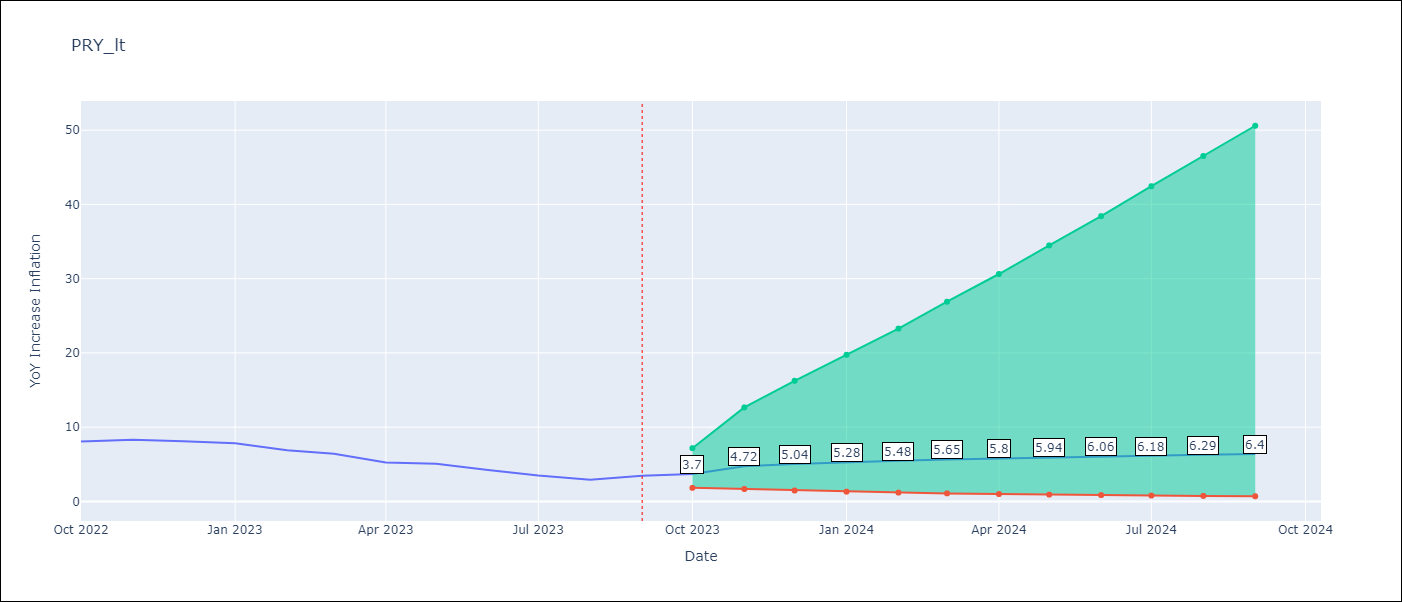 PRY_lt
YoY Increase Inflation
50
40
30
20
10
0
3.7
4.72
5.04
5.28
5.48
5.65
5.8
5.94
6.06
6.18
6.29
6.4
Oct 2022
Jan 2023
Apr 2023
Jul 2023
Oct 2023
Jan 2024
Apr 2024
Jul 2024
Oct 2024
Date